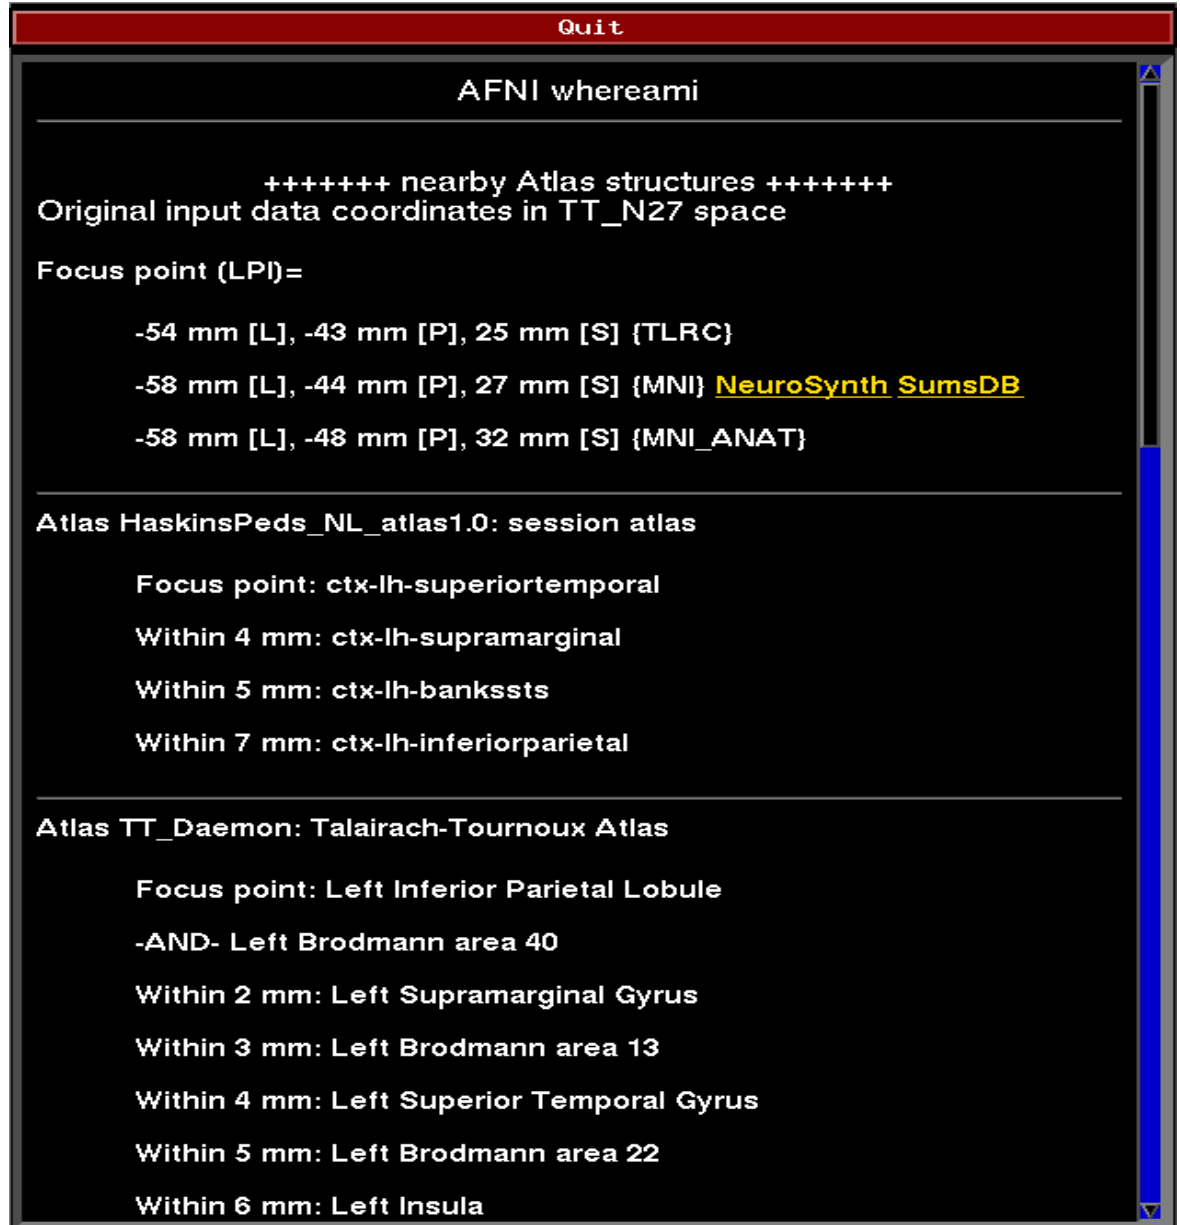 Quit
AFNI whereami
+++++++ nearby Atlas structures +++++++
Original input data coordinates in TT_N27 space
Focus point (LPI)=
-54 mm [L], -43 mm [P], 25 mm [S] {TLRC}
-58 mm [L], -44 mm [P], 27 mm [S] {MNI} NeuroSynth SumsDB
-58 mm [L], -48 mm [P], 32 mm [S] {MNI_ANAT}
Atlas HaskinsPeds_NL_atlas1.0: session atlas
Focus point: ctx-lh-superiortemporal
Within 4 mm: ctx-lh-supramarginal
Within 5 mm: ctx-lh-bankssts
Within 7 mm: ctx-lh-inferiorparietal
Atlas TT_Daemon: Talairach-Tournoux Atlas
Focus point: Left Inferior Parietal Lobule
-AND- Left Brodmann area 40
Within 2 mm: Left Supramarginal Gyrus
Within 3 mm: Left Brodmann area 13
Within 4 mm: Left Superior Temporal Gyrus
Within 5 mm: Left Brodmann area 22
Within 6 mm: Left Insula